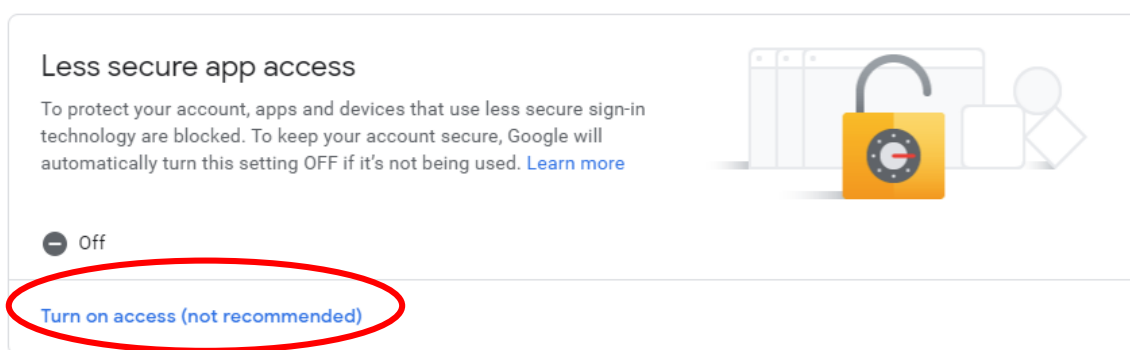 Less secure app access
To protect your account, apps and devices that use less secure sign-in
technology are blocked. To keep your account secure, Google will
automatically turn this setting OFF if it's not being used. Learn more
Off
Turn on access (not recommended)